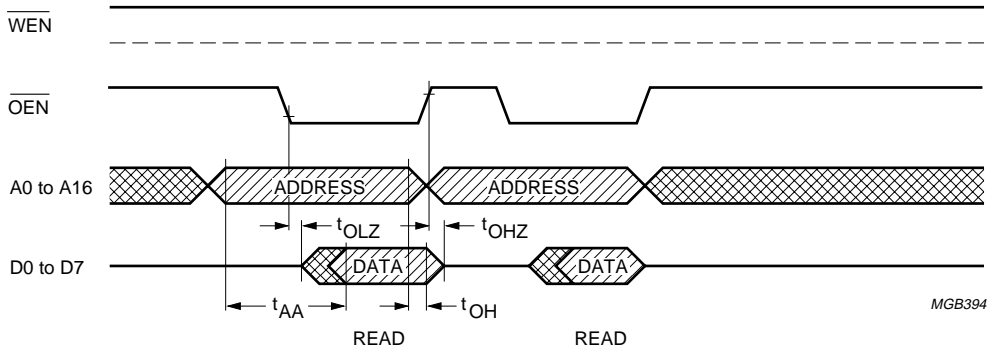 WEN
OEN
A0 to A16 ADDRESS ADDRESS
tOLZ tOHZ
D0 to D7 DATA DATA
tAA tOH
MGB394
READ READ